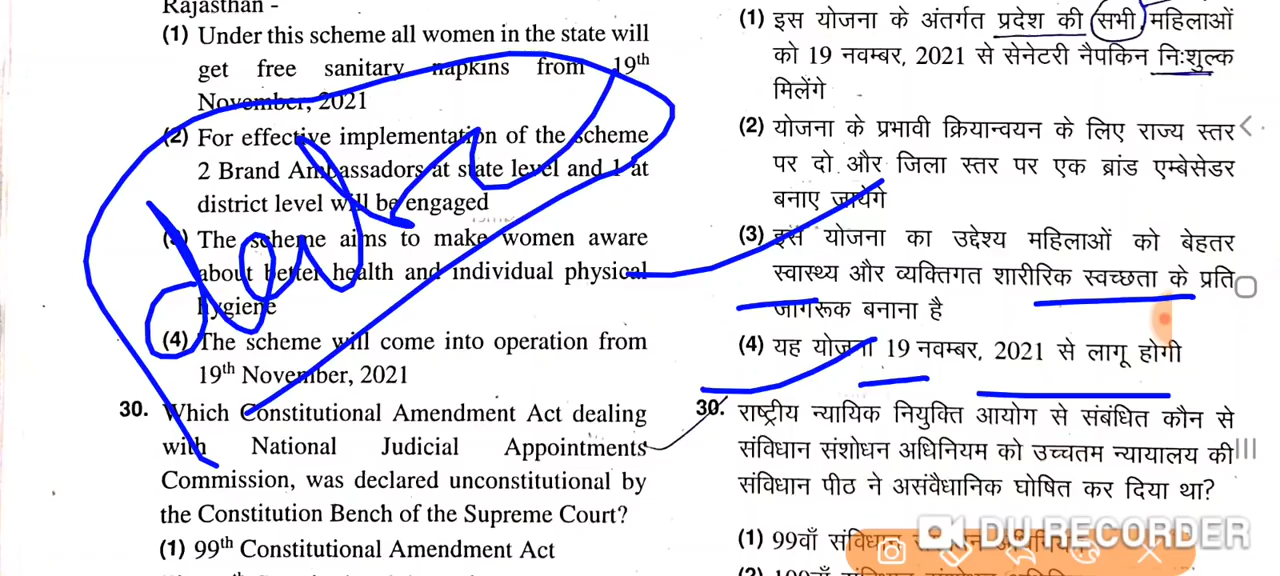 Rajasthan -
(1) Under this scheme all women in the state will
get free sanitary napkins from 19th
November, 2021
(2) For effective implementation of the scheme
2 Brand Ambassadors at state level and 1 at
district level will be engaged
(3) The scheme aims to make women aware
about better health and individual physical
hygiene
(4) The scheme will come into operation from
19th November, 2021
30. Which Constitutional Amendment Act dealing
with National Judicial Appointments
Commission, was declared unconstitutional by
the Constitution Bench of the Supreme Court?
(1) 99th Constitutional Amendment Act
(1) इस योजना के अंतर्गत प्रदेश की सभी महिलाओं
को 19 नवम्बर, 2021 से सेनेटरी नैपकिन निःशुल्क
मिलेंगे
(2) योजना के प्रभावी क्रियान्वयन के लिए राज्य स्तर
पर दो और जिला स्तर पर एक ब्रांड एम्बेसेडर
बनाए जायेंगे
(3) इस योजना का उद्देश्य महिलाओं को बेहतर
स्वास्थ्य और व्यक्तिगत शारीरिक स्वच्छता के प्रति
जागरूक बनाना है
(4) यह योजना 19 नवम्बर, 2021 से लागू होगी
30. राष्ट्रीय न्यायिक नियुक्ति आयोग से संबंधित कौन से
संविधान संशोधन अधिनियम को उच्चतम न्यायालय की
संविधान पीठ ने असंवैधानिक घोषित कर दिया था?
(1) 99वाँ संविधान
DU RECORDER